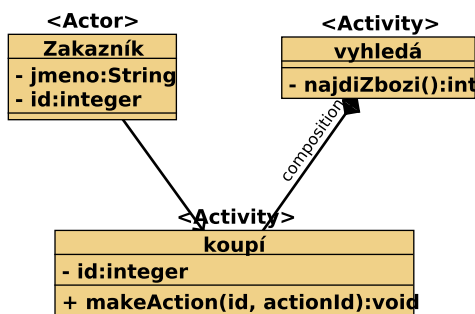 <Actor>
Zakazník
- jmeno:String
- id:integer
<Activity>
vyhledá
- najdiZbozi():int
composition
<Activity>
koupí
- id:integer
+ makeAction(id, actionId):void